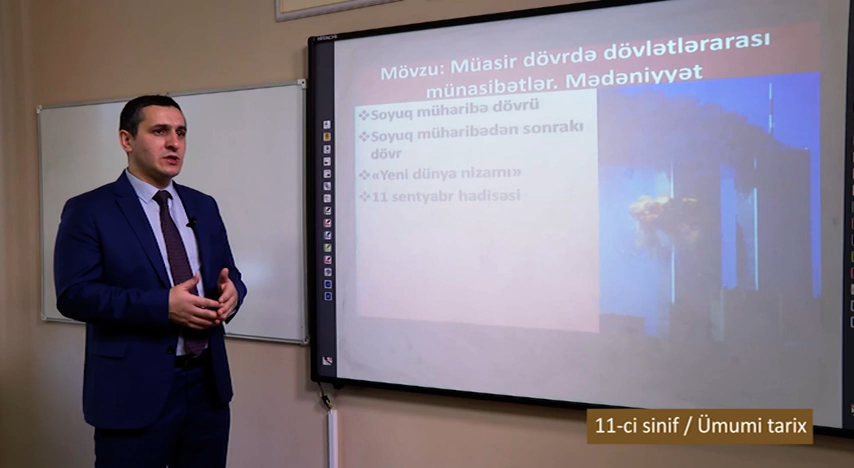 HITACHI
Mövzu: Müasir dövrdə dövlətlərarası
münasibətlər. Mədəniyyət
❖Soyuq müharibə dövrü
❖Soyuq müharibədən sonrakı
dövr
❖«Yeni dünya nizamı»
❖11 sentyabr hadisəsi
11-ci sinif / Ümumi tarix